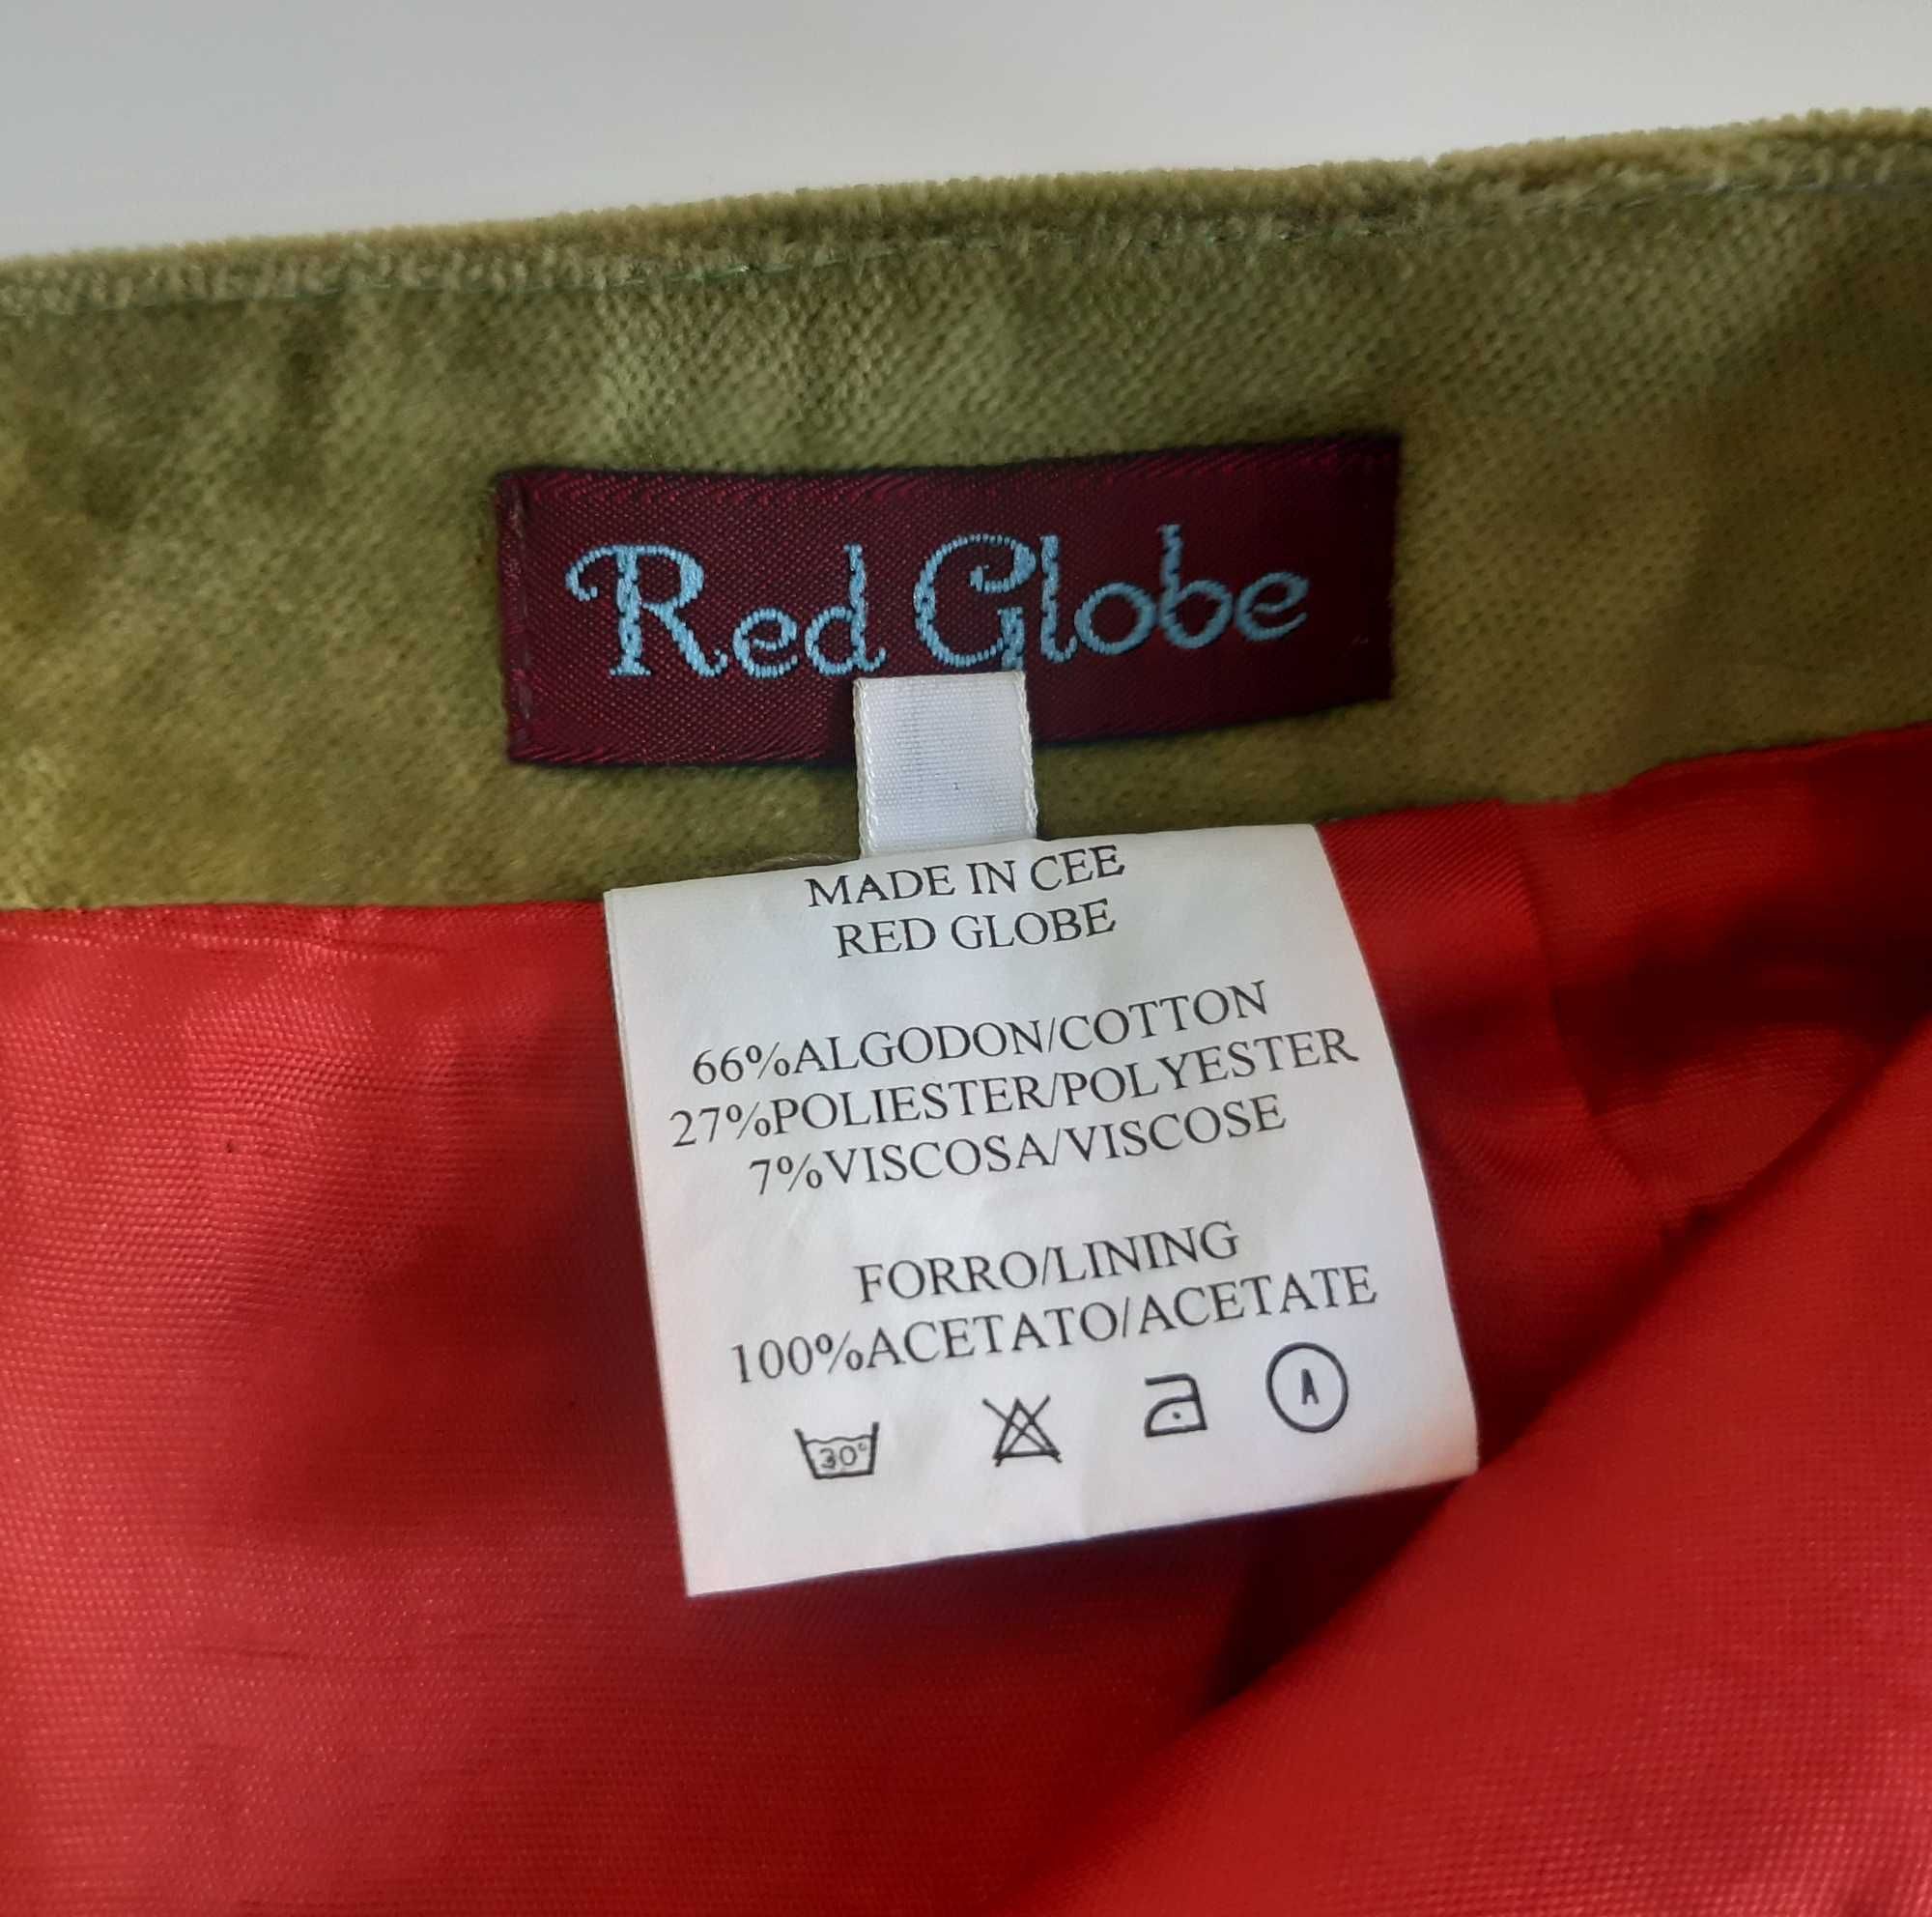 Red Globe
MADE IN CEE
RED GLOBE
66%ALGODON/COTTON
27%POLIESTER/POLYESTER
7%VISCOSA/VISCOSE
FORRO/LINING
100%ACETATO/ACETATE
30° A